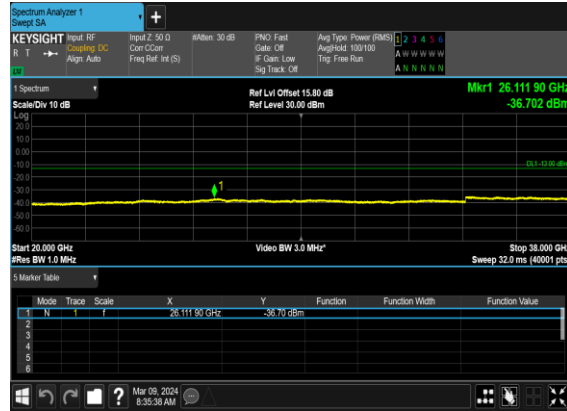 Spectrum Analyzer 1
Swept SA
+
KEYSIGHT Input: RF Input Z: 50 Ω #Atten: 30 dB PNO: Fast Avg Type: Power (RMS) 1 2 3 4 5 6
R T Coupling: DC Corr CCorr Gate: Off Avg|Hold: 100/100 A W W W W W
Align: Auto Freq Ref: Int (S) IF Gain: Low Trig: Free Run
LW Sig Track: Off A N N N N N
1 Spectrum Ref Lvl Offset 15.80 dB Mkr1 26.111 90 GHz
Scale/Div 10 dB Ref Level 30.00 dBm -36.702 dBm
Log
20.0
10.0
0.00
-10.0 DL1 -13.00 dBm
-20.0
-30.0 1
-40.0
-50.0
-60.0
Start 20.000 GHz Video BW 3.0 MHz* Stop 38.000 GHz
#Res BW 1.0 MHz Sweep 32.0 ms (40001 pts)
5 Marker Table
Mode Trace Scale X Y Function Function Width Function Value
1 N 1 f 26.111 90 GHz -36.70 dBm
2
3
4
5
6
? Mar 09, 2024
8:35:38 AM